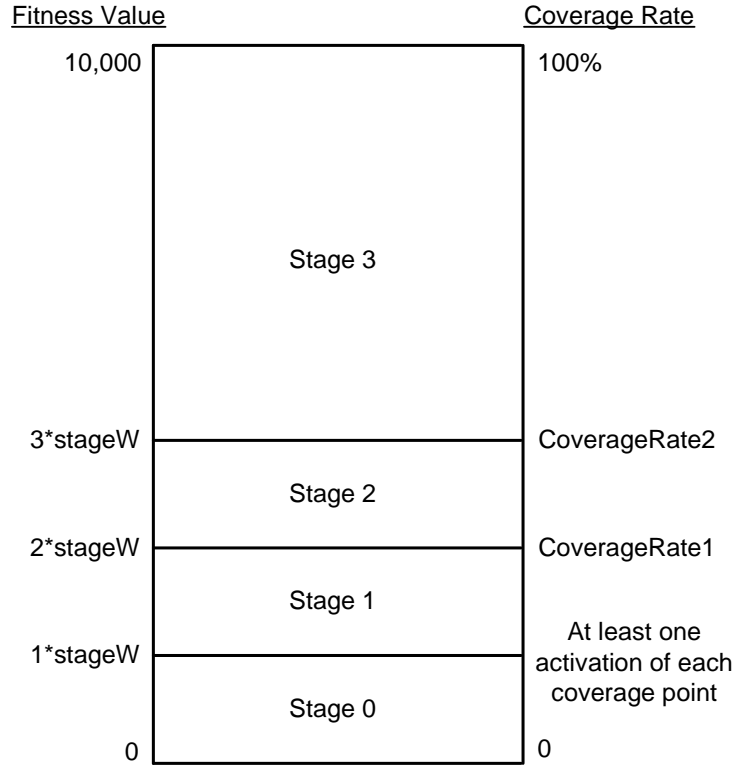 Fitness Value
Coverage Rate
10,000
100%
Stage 3
3*stageW
CoverageRate2
Stage 2
2*stageW
CoverageRate1
Stage 1
1*stageW
At least one
activation of each
coverage point
Stage 0
0
0